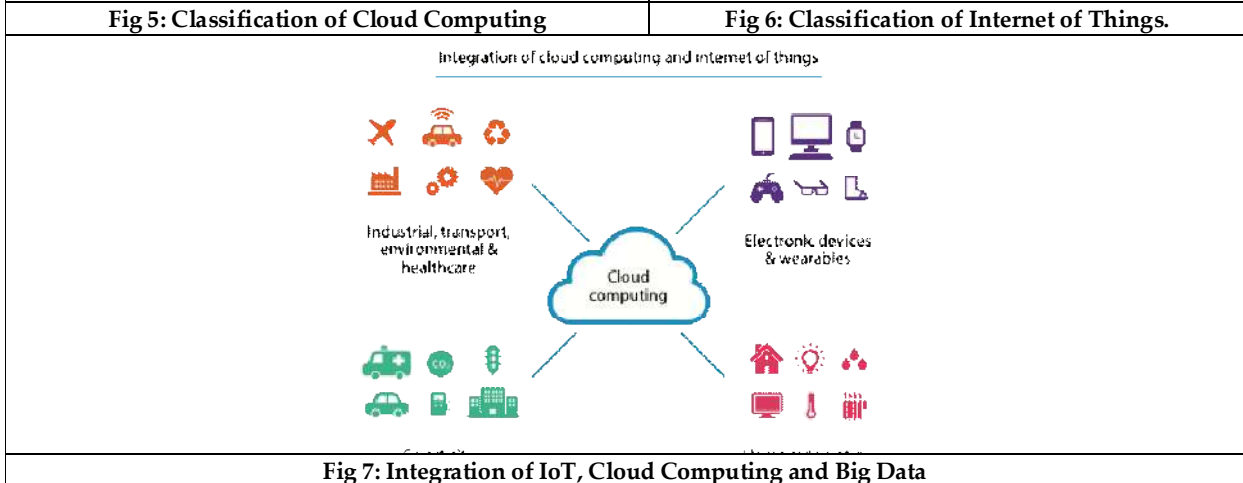 Fig 5: Classification of Cloud Computing
Fig 6: Classification of Internet of Things.
Integration of cloud computing and internet of things
Industrial, transport,
environmental &
healthcare
Electronic devices
& wearables
Cloud
computing
CO₂
Fig 7: Integration of IoT, Cloud Computing and Big Data